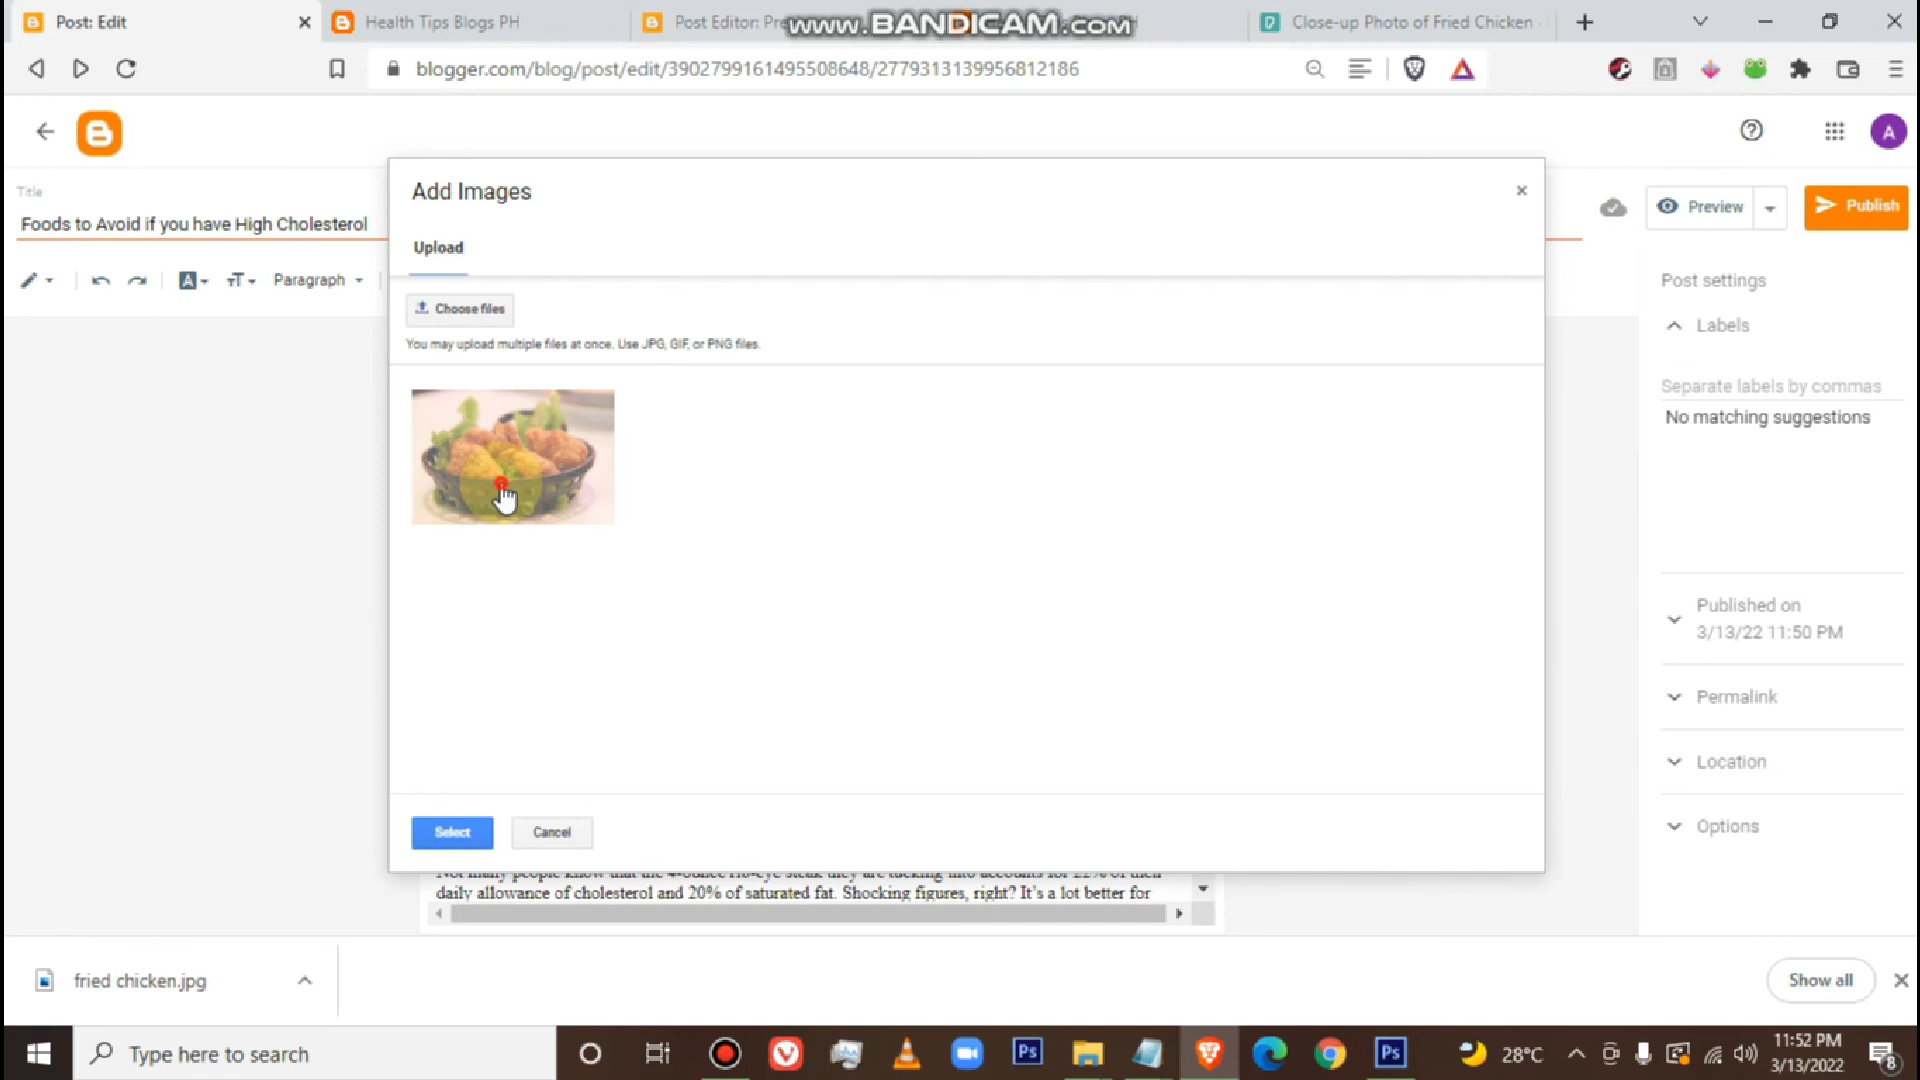 Post: Edit
Health Tips Blogs PH
Post Editor: Pre
www.BANDICAM.com
Close-up Photo of Fried Chicken -
blogger.com/blog/post/edit/3902799161495508648/2779313139956812186
A
Title
Foods to Avoid if you have High Cholesterol
Paragraph
Preview
Publish
Add Images
Upload
Choose files
You may upload multiple files at once. Use JPG, GIF, or PNG files.
Select
Cancel
Post settings
Labels
Separate labels by commas
No matching suggestions
Published on
3/13/22 11:50 PM
Permalink
Location
Options
daily allowance of cholesterol and 20% of saturated fat. Shocking figures, right? It's a lot better for
fried chicken.jpg
Show all
Type here to search
Ps
Ps
28°C
11:52 PM
3/13/2022
8